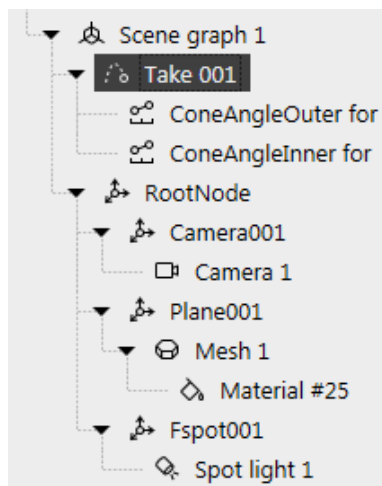 Scene graph 1
Take 001
ConeAngleOuter for
ConeAngleInner for
RootNode
Camera001
Camera 1
Plane001
Mesh 1
Material #25
Fspot001
Spot light 1